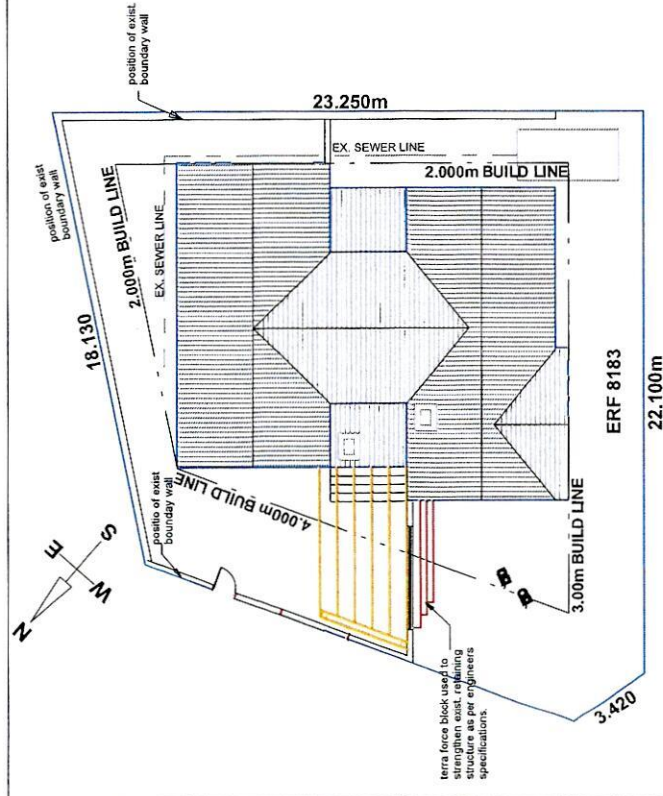 position of exist.
boundary wall
23.250m
position of exist
boundary wall
2.000m BUILD LINE
EX. SEWER LINE
EX. SEWER LINE
2.000m BUILD LINE
18.130
4.000m BUILD LINE
positio of exist
bounday wall
N
E
S
W
3.00m BUILD LINE
ERF 8183
22.100m
terra force block used to
strengthen exist. retaining
structure as per engineers
specifications.
3.420